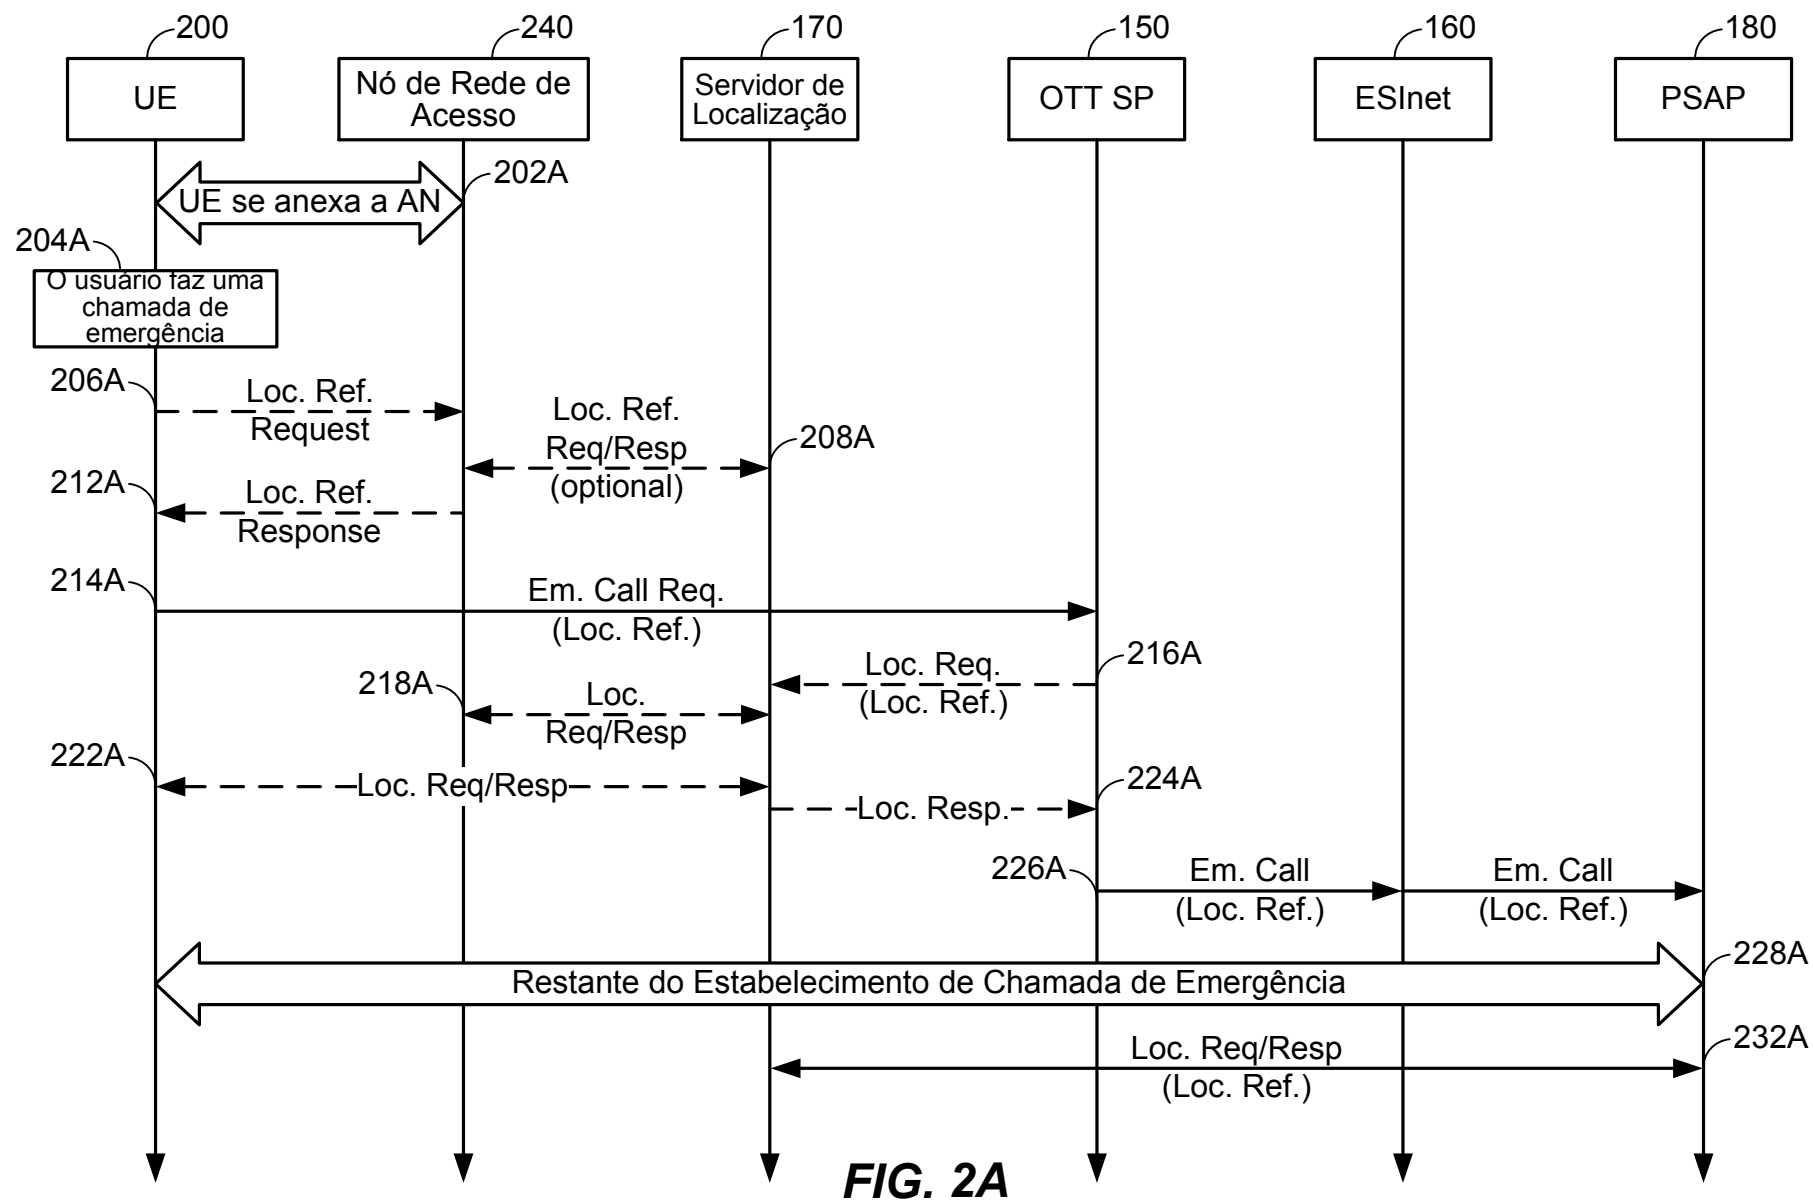 200
240
170
150
160
180
UE
Nó de Rede de
Acesso
Servidor de
Localização
OTT SP
ESInet
PSAP
202A
UE se anexa a AN
204A
O usuário faz uma
chamada de
emergência
206A
Loc. Ref.
Request
Loc. Ref.
Req/Resp
(optional)
208A
212A
Loc. Ref.
Response
214A
Em. Call Req.
(Loc. Ref.)
216A
Loc. Req.
(Loc. Ref.)
218A
Loc.
Req/Resp
222A
Loc. Req/Resp
224A
Loc. Resp.
226A
Em. Call
(Loc. Ref.)
Em. Call
(Loc. Ref.)
228A
Restante do Estabelecimento de Chamada de Emergência
232A
Loc. Req/Resp
(Loc. Ref.)
FIG. 2A